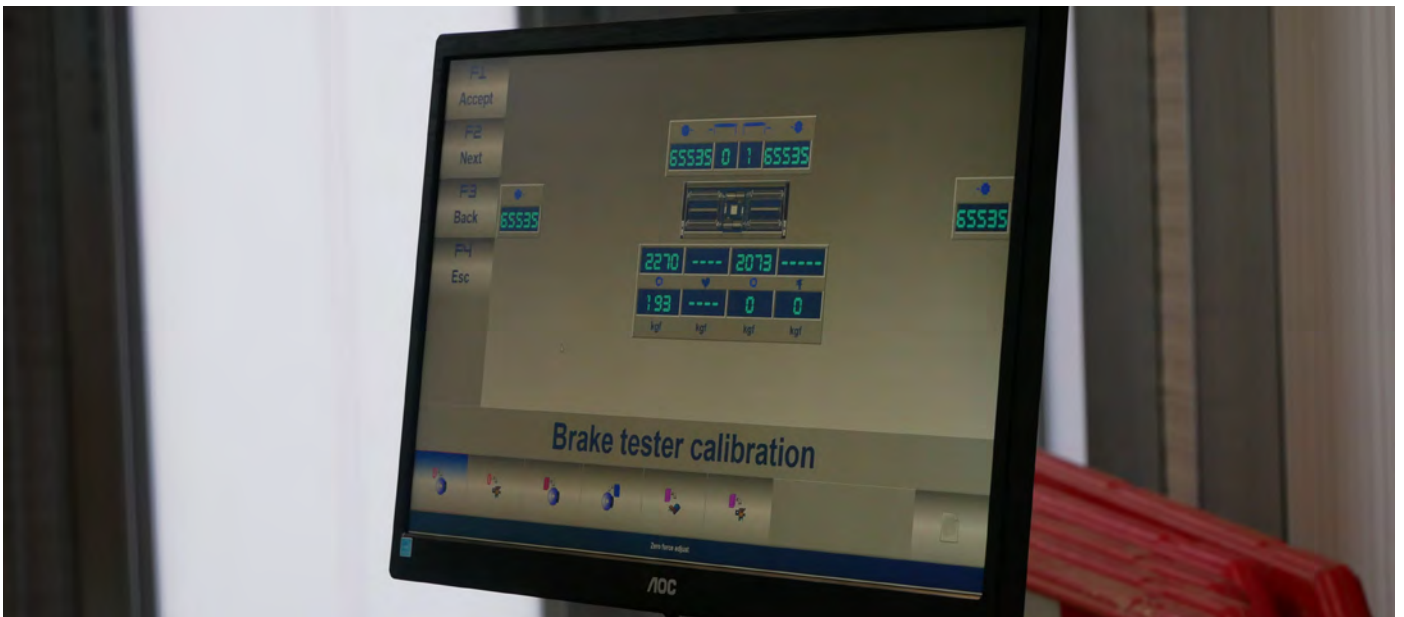 F1
Accept
F2
Next
F3
Back
F4
Esc
65535 0 1 65535
65535
65535
2270 ---- 2073 -----
193 ---- 0 0
kgf kgf kgf kgf
Brake tester calibration
Zero force adjust
AOC